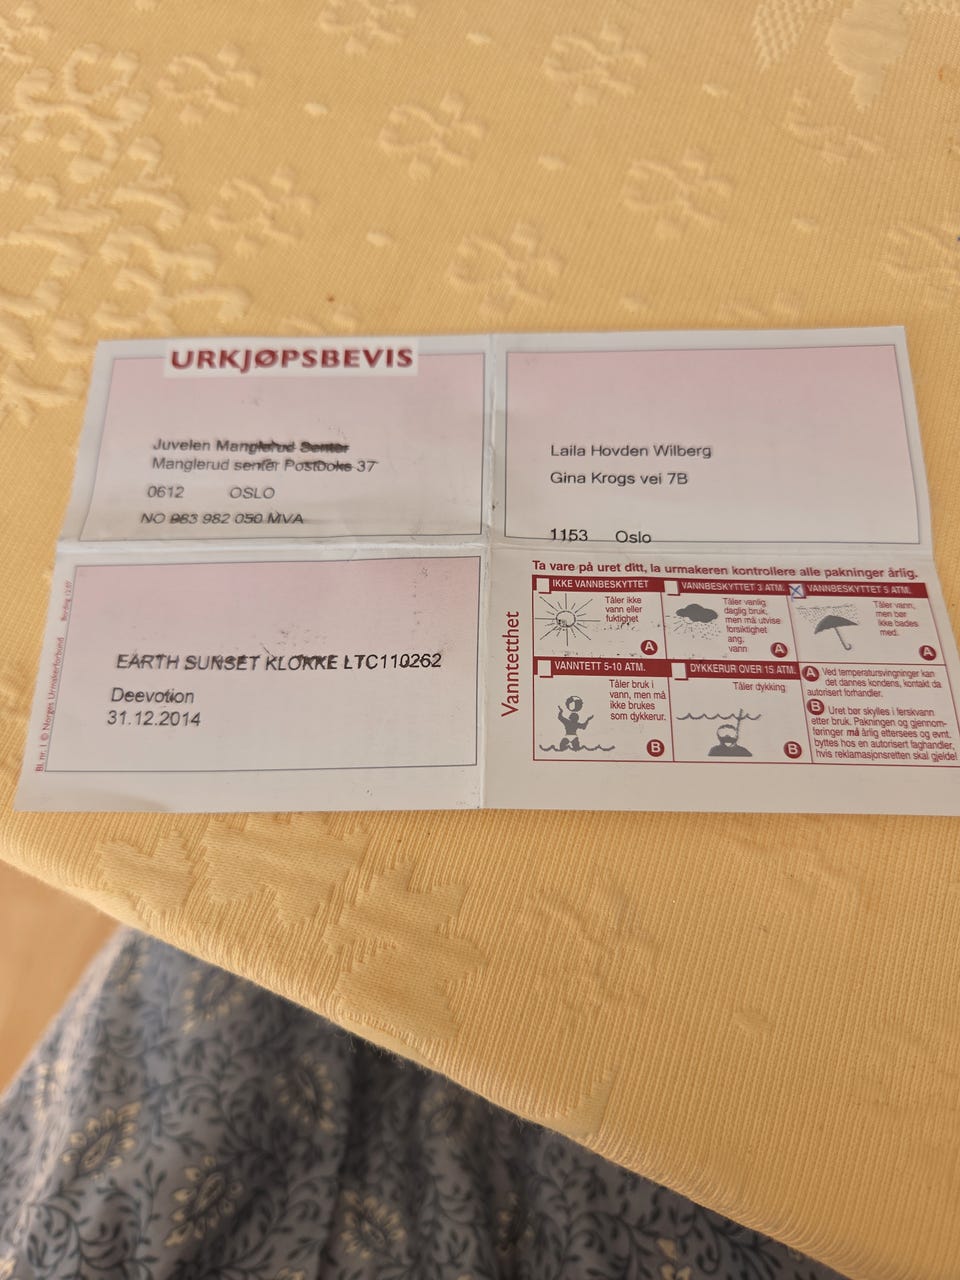 URKJØPSBEVIS
Juvelen Manglerud Senter
Manglerud senter Postboks 37
0612 OSLO
NO 983 982 050 MVA
Laila Hovden Wilberg
Gina Krogs vei 7B
1153 Oslo
EARTH SUNSET KLOKKE LTC110262
Deevotion
31.12.2014
Bl. nr. I © Norges Urmakerforbund
Ta vare på uret ditt, la urmakeren kontrollere alle pakninger årlig.
Vanntetthet
IKKE VANNBESKYTTET
Tåler ikke
vann eller
fuktighet
A
VANNBESKYTTET 3 ATM.
Tåler vanlig
daglig bruk,
men må utvise
forsiktighet
ang.
vann
A
VANNBESKYTTET 5 ATM.
Tåler vann,
men bør
ikke bades
med.
A
VANNTETT 5-10 ATM.
Tåler bruk i
vann, men må
ikke brukes
som dykkerur.
B
DYKKERUR OVER 15 ATM.
Tåler dykking
B
A Ved temperatursvingninger kan
det dannes kondens, kontakt da
autorisert forhandler.
B Uret bør skylles i ferskvann
etter bruk. Pakningen og gjennom-
føringer må årlig ettersees og evnt.
byttes hos en autorisert faghandler,
hvis reklamasjonsretten skal gjelde!